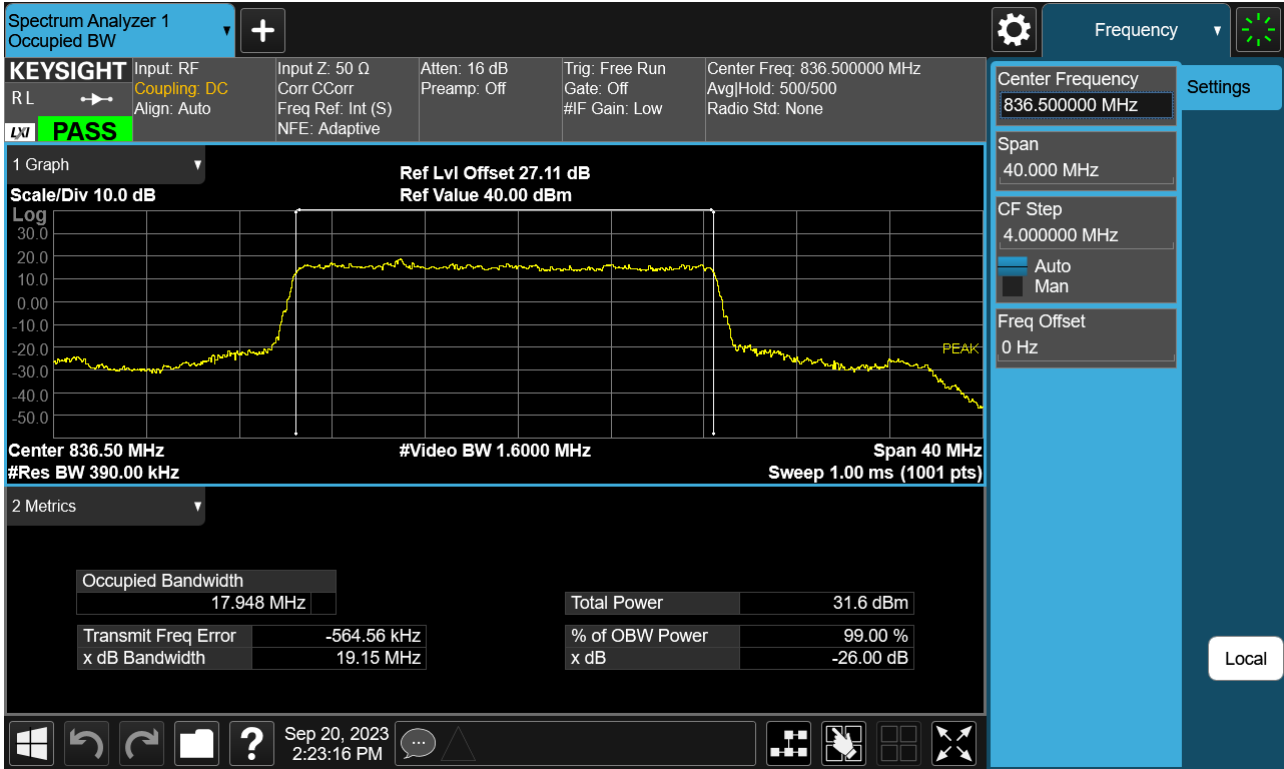 Spectrum Analyzer 1
Occupied BW
Frequency
KEYSIGHT
R L
LXI
PASS
Input: RF
Coupling: DC
Align: Auto
Input Z: 50 Ω
Corr CCorr
Freq Ref: Int (S)
NFE: Adaptive
Atten: 16 dB
Preamp: Off
Trig: Free Run
Gate: Off
#IF Gain: Low
Center Freq: 836.500000 MHz
Avg|Hold: 500/500
Radio Std: None
Center Frequency
836.500000 MHz
Settings
Span
40.000 MHz
CF Step
4.000000 MHz
Auto
Man
Freq Offset
0 Hz
Local
1 Graph
Ref Lvl Offset 27.11 dB
Scale/Div 10.0 dB
Ref Value 40.00 dBm
Log
30.0
20.0
10.0
0.00
-10.0
-20.0
-30.0
-40.0
-50.0
PEAK
Center 836.50 MHz
#Video BW 1.6000 MHz
Span 40 MHz
#Res BW 390.00 kHz
Sweep 1.00 ms (1001 pts)
2 Metrics
Occupied Bandwidth
17.948 MHz
Total Power 31.6 dBm
Transmit Freq Error -564.56 kHz
% of OBW Power 99.00 %
x dB Bandwidth 19.15 MHz
x dB -26.00 dB
?
Sep 20, 2023
2:23:16 PM